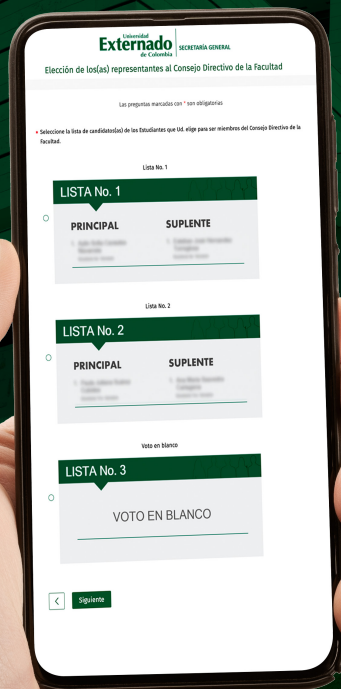 Universidad
Externado
de Colombia
SECRETARÍA GENERAL
Elección de los(as) representantes al Consejo Directivo de la Facultad
Las preguntas marcadas con * son obligatorias
* Seleccione la lista de candidatos(as) de los Estudiantes que Ud. elige para ser miembros del Consejo Directivo de la
Facultad.
Lista No. 1
LISTA No. 1
PRINCIPAL SUPLENTE
Lista No. 2
LISTA No. 2
PRINCIPAL SUPLENTE
Voto en blanco
LISTA No. 3
VOTO EN BLANCO
< Siguiente